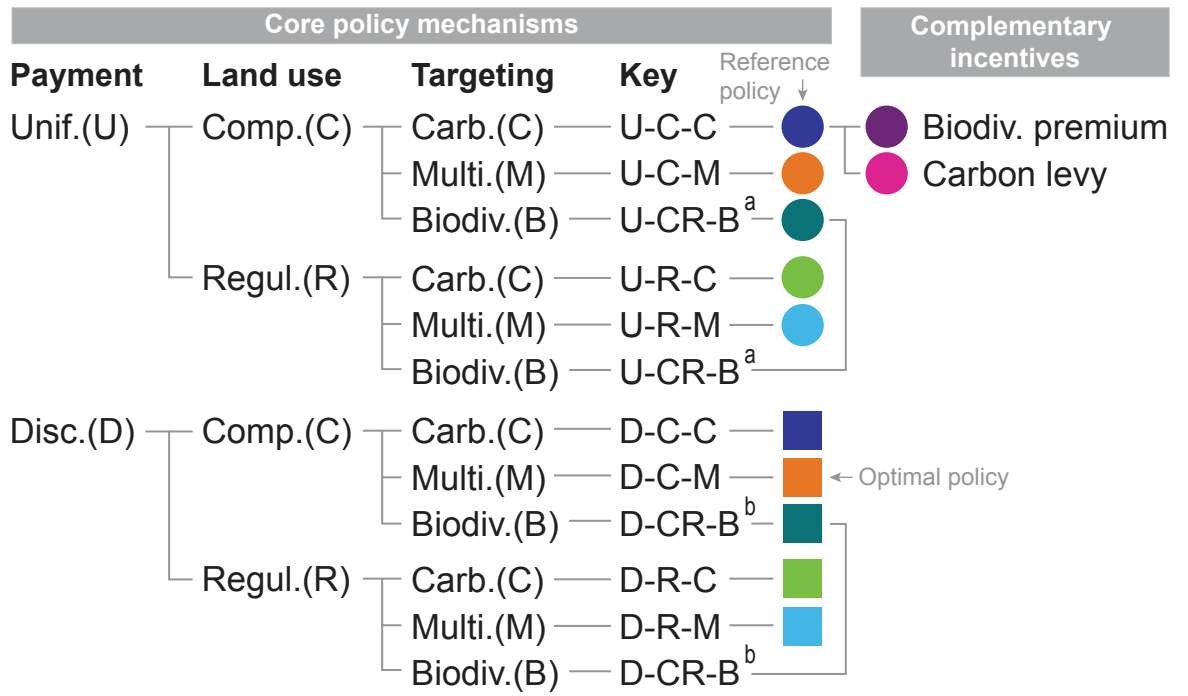 Core policy mechanisms
Complementary
incentives
Payment Land use Targeting Key Reference
policy
Unif.(U) Comp.(C) Carb.(C) U-C-C Biodiv. premium
Multi.(M) U-C-M Carbon levy
Biodiv.(B) U-CR-B a
Regul.(R) Carb.(C) U-R-C
Multi.(M) U-R-M
Biodiv.(B) U-CR-B a
Disc.(D) Comp.(C) Carb.(C) D-C-C
Multi.(M) D-C-M Optimal policy
Biodiv.(B) D-CR-B b
Regul.(R) Carb.(C) D-R-C
Multi.(M) D-R-M
Biodiv.(B) D-CR-B b